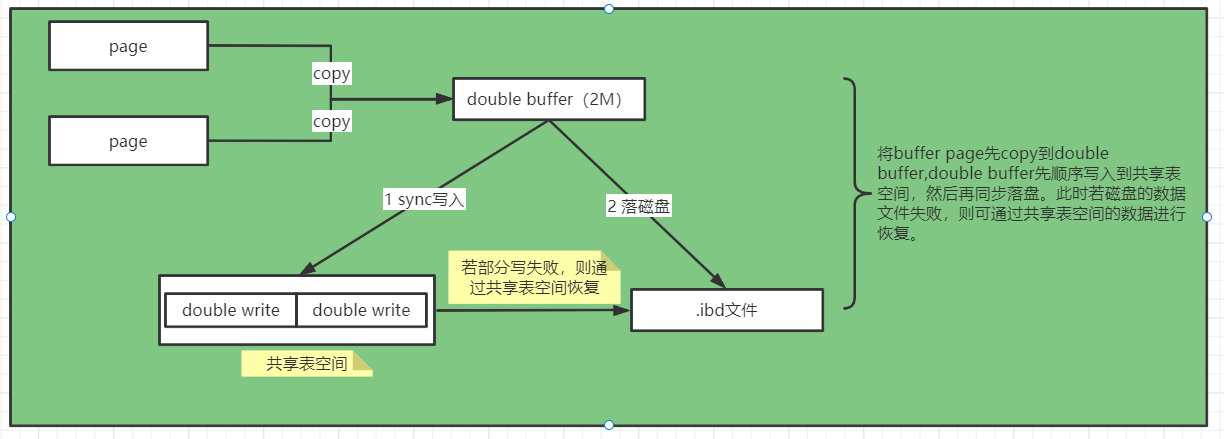 page
copy
copy
page
double buffer（2M）
1 sync写入
2 落磁盘
将buffer page先copy到double
buffer,double buffer先顺序写入到共享表
空间，然后再同步落盘。此时若磁盘的数据
文件失败，则可通过共享表空间的数据进行
恢复。
若部分写失败，则通
过共享表空间恢复
double write
double write
.ibd文件
共享表空间